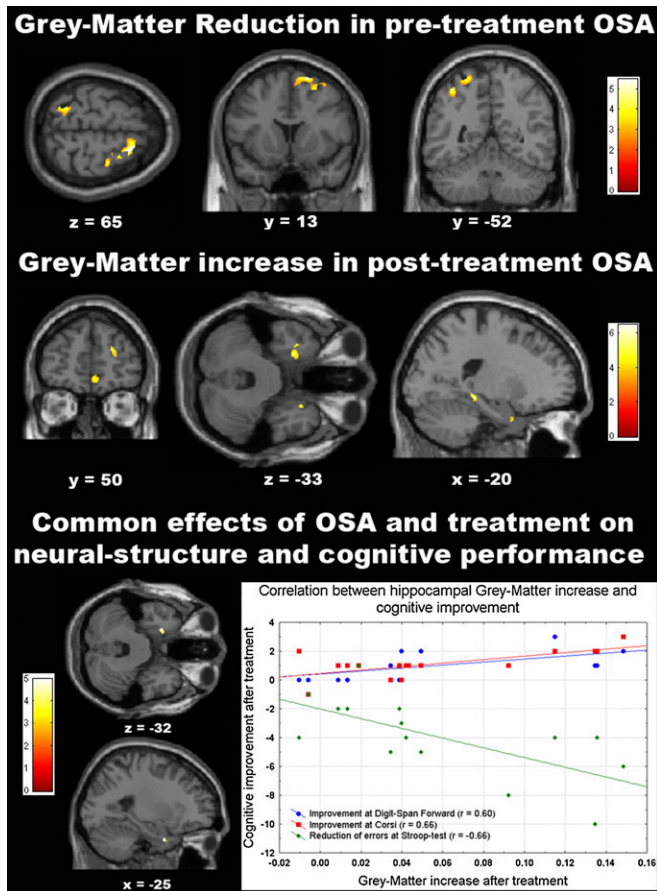 Grey-Matter Reduction in pre-treatment OSA
5
4
3
2
1
0
z = 65
y = 13
y = -52
Grey-Matter increase in post-treatment OSA
6
4
2
0
y = 50
z = -33
x = -20
Common effects of OSA and treatment on
neural-structure and cognitive performance
5
4
3
2
1
0
z = -32
x = -25
Correlation between hippocampal Grey-Matter increase and
cognitive improvement
Cognitive improvement after treatment
4
2
0
-2
-4
-6
-8
-10
-12
Improvement at Digit-Span Forward (r = 0.60)
Improvement at Corsi (r = 0.66)
Reduction of errors at Stroop-test (r = -0.66)
-0.02 0.00 0.02 0.04 0.06 0.08 0.10 0.12 0.14 0.16
Grey-Matter increase after treatment